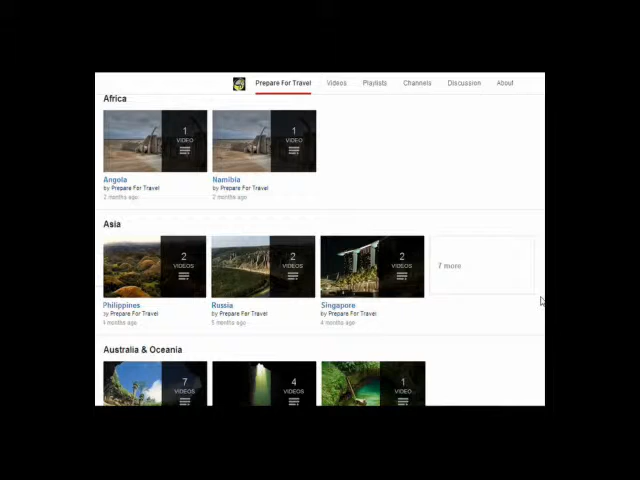 Prepare For Travel Videos Playlists Channels Discussion About
Africa
1 VIDEO
1 VIDEO
Angola
by Prepare For Travel
2 months ago
Namibia
by Prepare For Travel
2 months ago
Asia
2 VIDEOS
2 VIDEOS
2 VIDEOS
7 more
Philippines
by Prepare For Travel
4 months ago
Russia
by Prepare For Travel
5 months ago
Singapore
by Prepare For Travel
4 months ago
Australia & Oceania
7 VIDEOS
4 VIDEOS
1 VIDEO